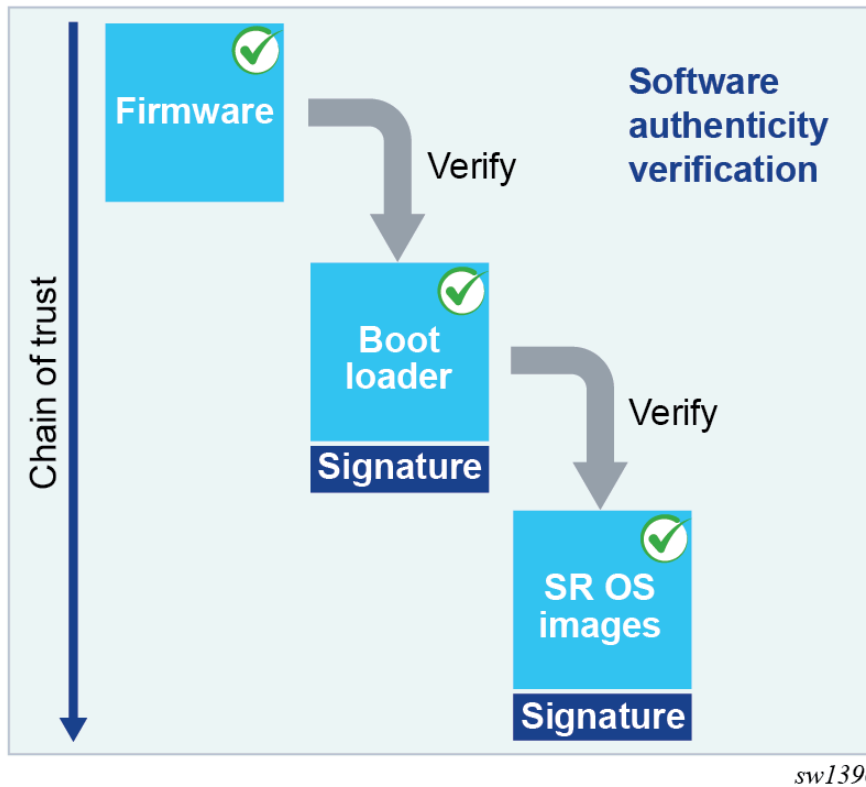 Firmware
Software
authenticity
verification
Verify
Chain of trust
Boot
loader
Signature
Verify
SR OS
images
Signature